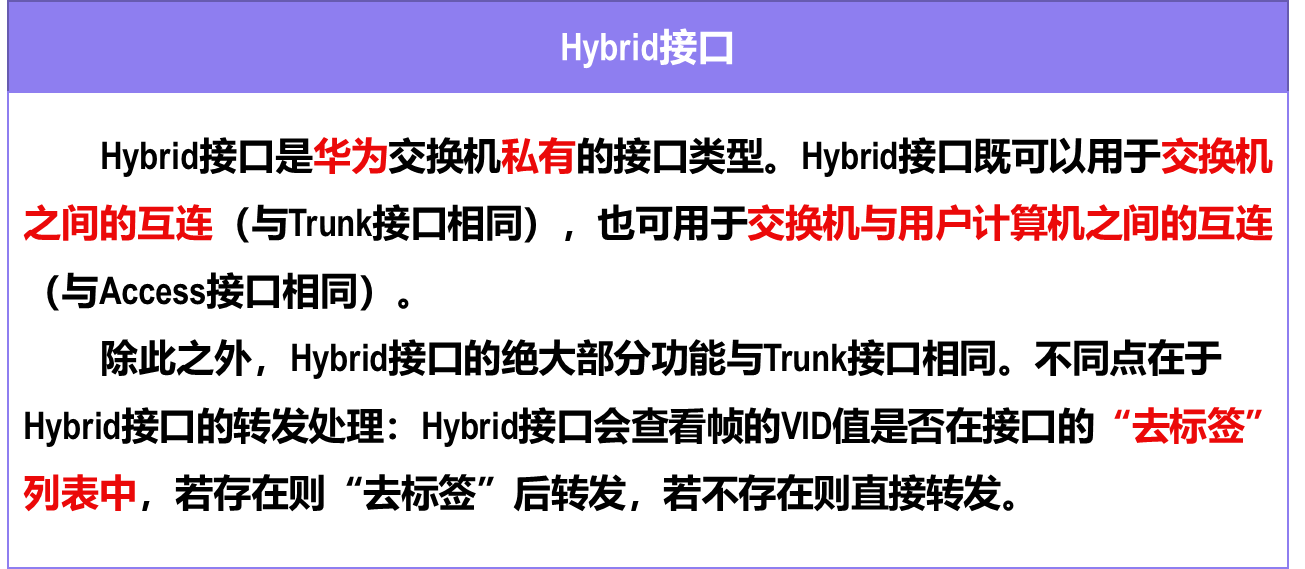 Hybrid接口
Hybrid接口是华为交换机私有的接口类型。Hybrid接口既可以用于交换机
之间的互连（与Trunk接口相同），也可用于交换机与用户计算机之间的互连
（与Access接口相同）。
除此之外，Hybrid接口的绝大部分功能与Trunk接口相同。不同点在于
Hybrid接口的转发处理：Hybrid接口会查看帧的VID值是否在接口的“去标签”
列表中，若存在则“去标签”后转发，若不存在则直接转发。